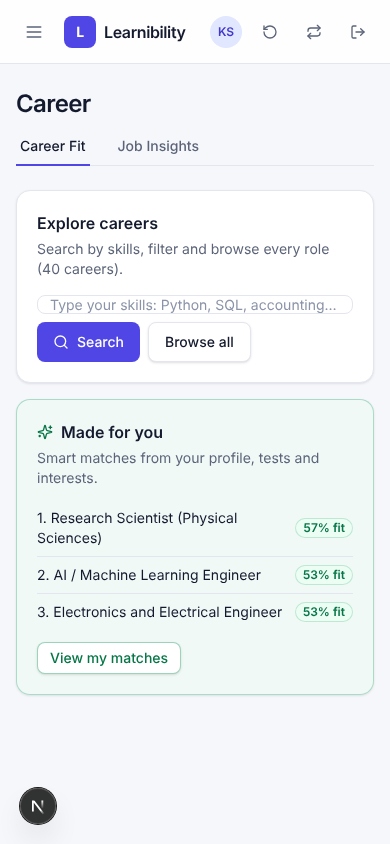 L Learnibility KS
Career
Career Fit Job Insights
Explore careers
Search by skills, filter and browse every role
(40 careers).
Type your skills: Python, SQL, accounting...
Search Browse all
Made for you
Smart matches from your profile, tests and
interests.
1. Research Scientist (Physical
Sciences)
57% fit
2. AI / Machine Learning Engineer 53% fit
3. Electronics and Electrical Engineer 53% fit
View my matches
N